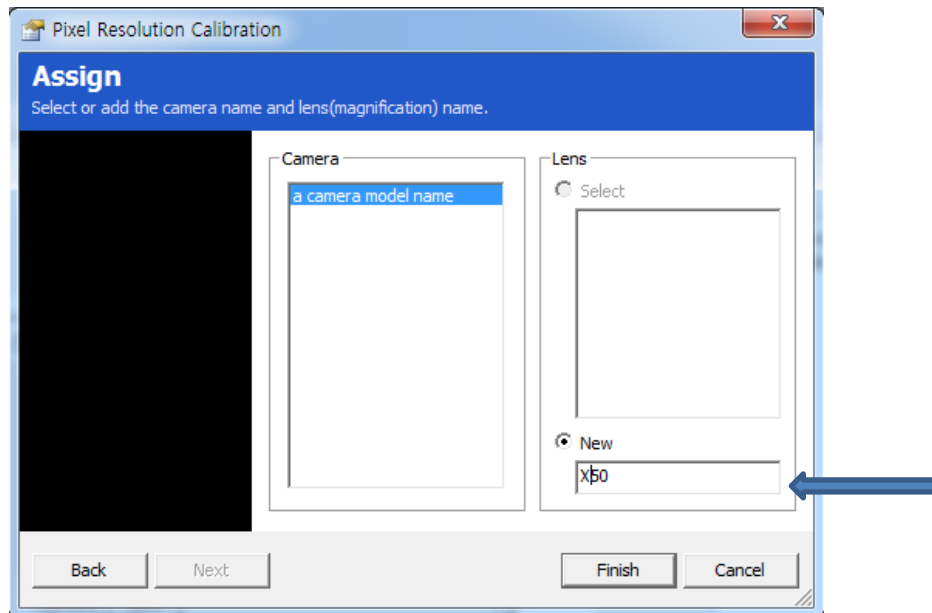 Pixel Resolution Calibration
Assign
Select or add the camera name and lens(magnification) name.
Camera
a camera model name
Lens
Select
New
X50
Back
Next
Finish
Cancel